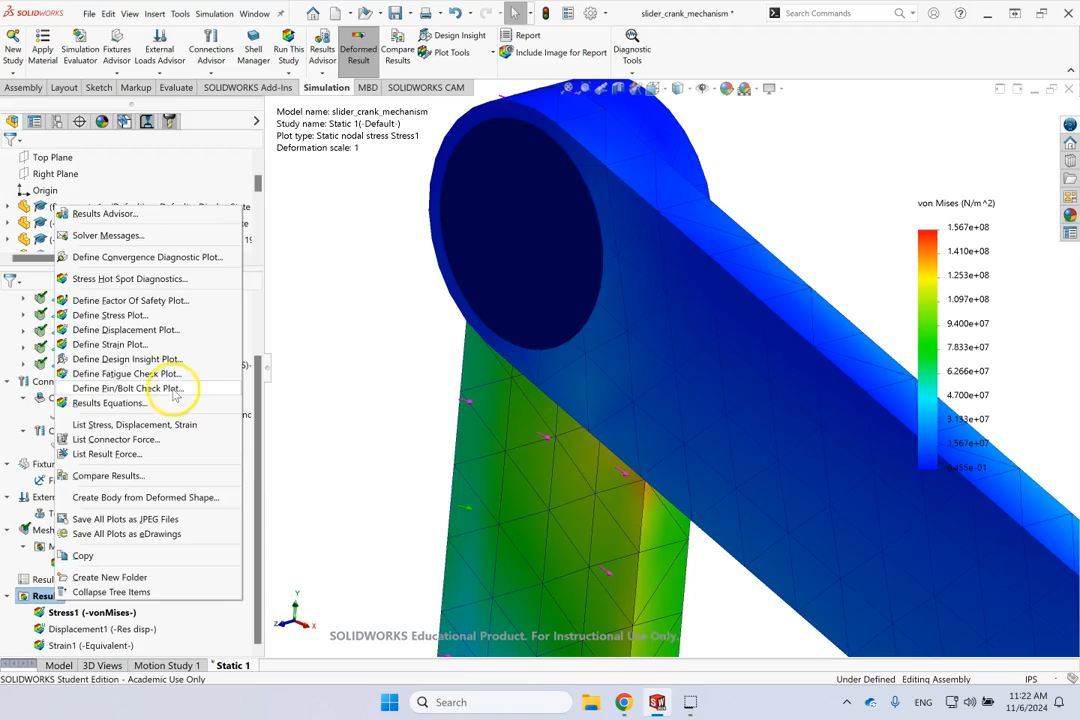 SOLIDWORKS
File Edit View Insert Tools Simulation Window
slider_crank_mechanism *
Search Commands
New Study
Apply Material
Simulation Evaluator
Fixtures Advisor
External Loads Advisor
Connections Advisor
Shell Manager
Run This Study
Results Advisor
Deformed Result
Compare Results
Design Insight
Plot Tools
Report
Include Image for Report
Diagnostic Tools
Assembly Layout Sketch Markup Evaluate SOLIDWORKS Add-Ins Simulation MBD SOLIDWORKS CAM
Model name: slider_crank_mechanism
Study name: Static 1(-Default-)
Plot type: Static nodal stress Stress1
Deformation scale: 1
Top Plane
Right Plane
Origin
Results Advisor...
Solver Messages...
Define Convergence Diagnostic Plot...
Stress Hot Spot Diagnostics...
Define Factor Of Safety Plot...
Define Stress Plot...
Define Displacement Plot...
Define Strain Plot...
Define Design Insight Plot...
Define Fatigue Check Plot...
Define Pin/Bolt Check Plot...
Results Equations...
List Stress, Displacement, Strain
List Connector Force...
List Result Force...
Compare Results...
Create Body from Deformed Shape...
Save All Plots as JPEG Files
Save All Plots as eDrawings
Copy
Create New Folder
Collapse Tree Items
Stress1 (-vonMises-)
Displacement1 (-Res disp-)
Strain1 (-Equivalent-)
von Mises (N/m^2)
1.567e+08
1.410e+08
1.253e+08
1.097e+08
9.400e+07
7.833e+07
6.267e+07
4.700e+07
3.133e+07
1.567e+07
Y
Z
X
SOLIDWORKS Educational Product. For Instructional Use Only.
Model 3D Views Motion Study 1 Static 1
SOLIDWORKS Student Edition - Academic Use Only
Under Defined Editing Assembly IPS
Search
ENG
11:22 AM
11/6/2024